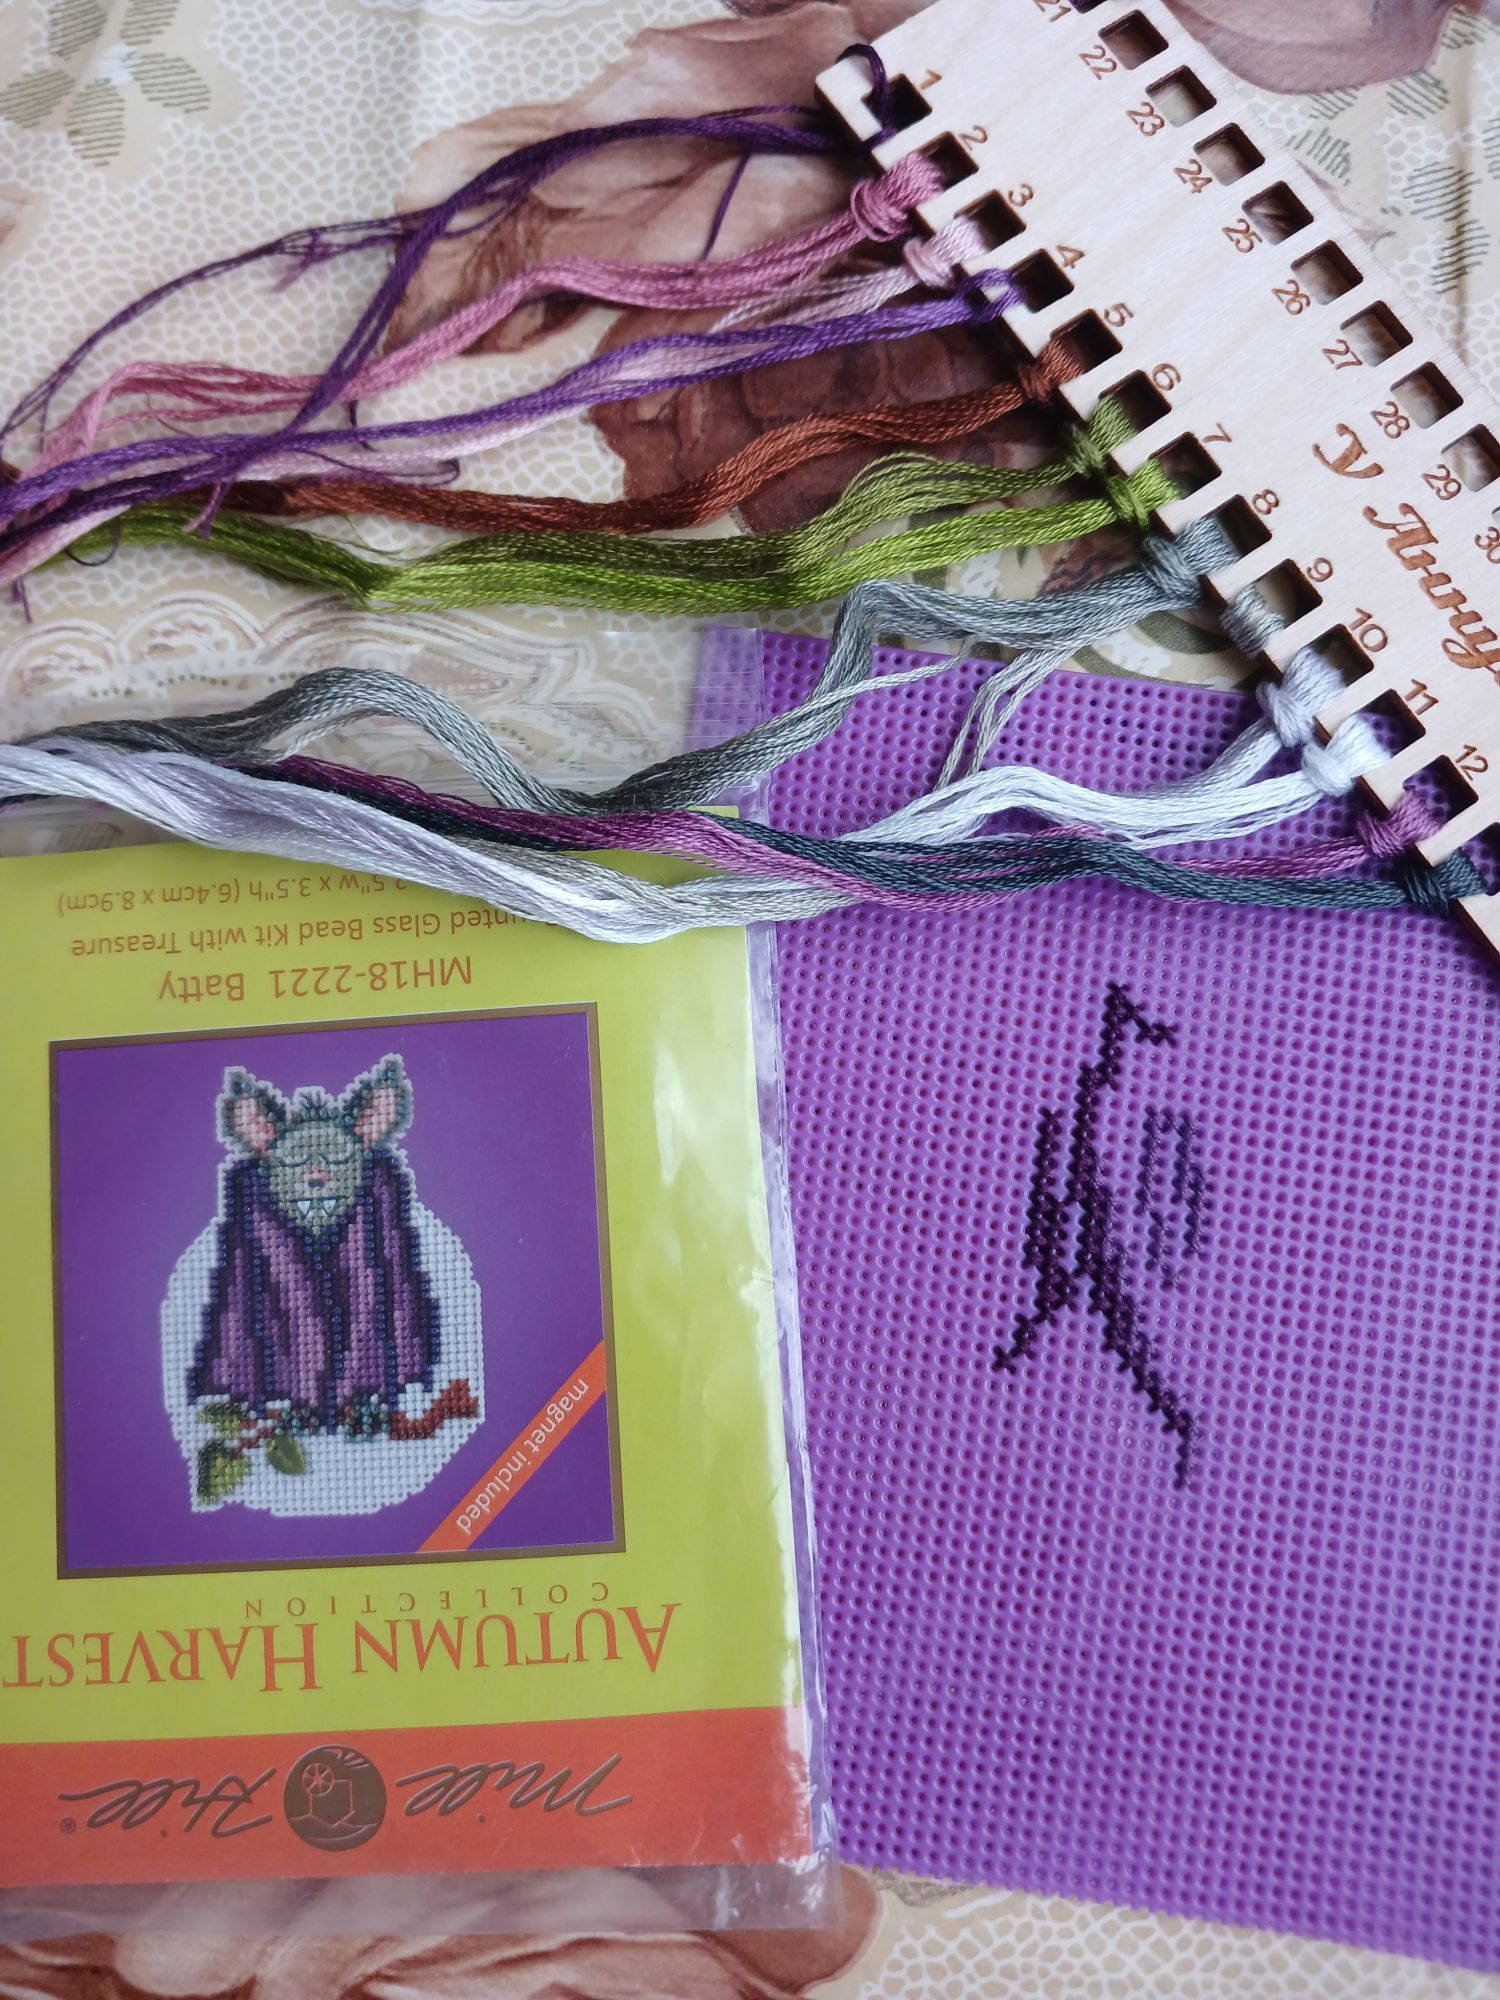 21
22
23
24
25
26
27
28
29
30
1
2
3
4
5
6
7
8
9
10
11
12
У
Mill Hill®
AUTUMN HARVEST
COLLECTION
magnet included
MH18-2221 Batty
Glass Bead Kit with Treasure
x 3.5"h (6.4cm x 8.9cm)